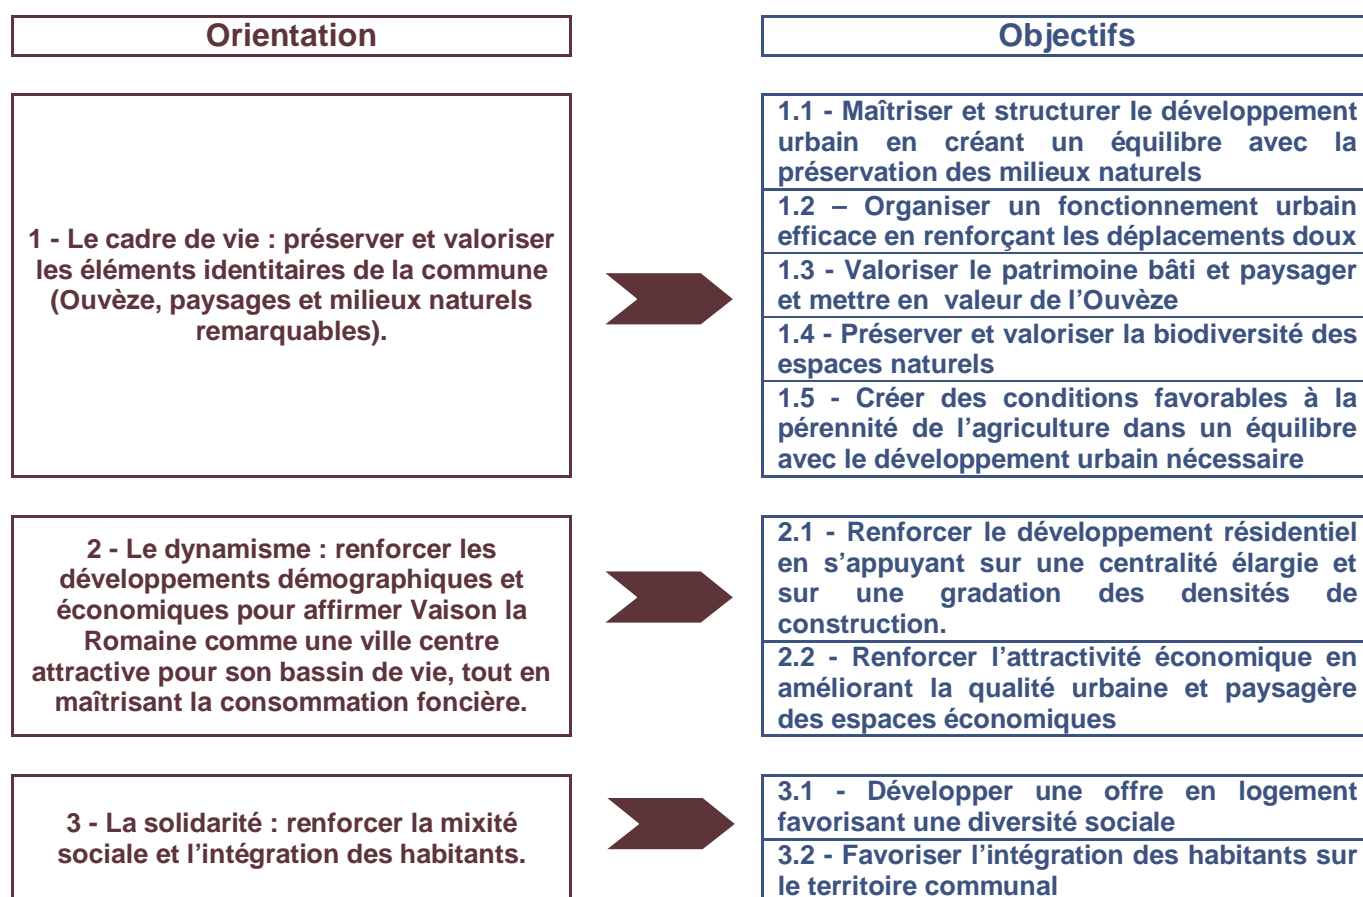 Orientation
Objectifs
1 - Le cadre de vie : préserver et valoriser
les éléments identitaires de la commune
(Ouvèze, paysages et milieux naturels
remarquables).
1.1 - Maîtriser et structurer le développement
urbain en créant un équilibre avec la
préservation des milieux naturels
1.2 – Organiser un fonctionnement urbain
efficace en renforçant les déplacements doux
1.3 - Valoriser le patrimoine bâti et paysager
et mettre en valeur de l'Ouvèze
1.4 - Préserver et valoriser la biodiversité des
espaces naturels
1.5 - Créer des conditions favorables à la
pérennité de l'agriculture dans un équilibre
avec le développement urbain nécessaire
2 - Le dynamisme : renforcer les
développements démographiques et
économiques pour affirmer Vaison la
Romaine comme une ville centre
attractive pour son bassin de vie, tout en
maîtrisant la consommation foncière.
2.1 - Renforcer le développement résidentiel
en s'appuyant sur une centralité élargie et
sur une gradation des densités de
construction.
2.2 - Renforcer l'attractivité économique en
améliorant la qualité urbaine et paysagère
des espaces économiques
3 - La solidarité : renforcer la mixité
sociale et l'intégration des habitants.
3.1 - Développer une offre en logement
favorisant une diversité sociale
3.2 - Favoriser l'intégration des habitants sur
le territoire communal